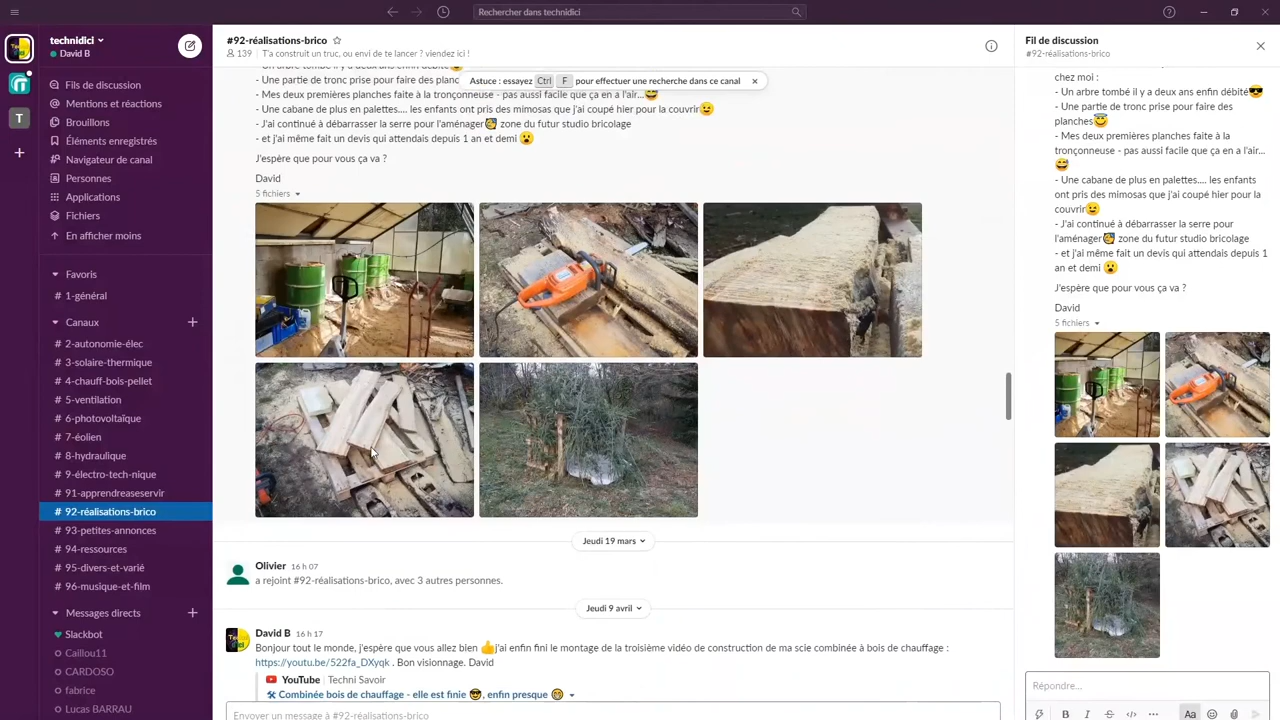 Rechercher dans technidici
technidici
David B
Fils de discussion
Mentions et réactions
Brouillons
Éléments enregistrés
Navigateur de canal
Personnes
Applications
Fichiers
En afficher moins
Favoris
# 1-général
Canaux
# 2-autonomie-élec
# 3-solaire-thermique
# 4-chauff-bois-pellet
# 5-ventilation
# 6-photovoltaïque
# 7-éolien
# 8-hydraulique
# 9-électro-tech-nique
# 91-apprendreaseservir
# 92-réalisations-brico
# 93-petites-annonces
# 94-ressources
# 95-divers-et-varié
# 96-musique-et-film
Messages directs
Slackbot
Caillou11
CARDOSO
fabrice
Lucas BARRAU
T
#92-réalisations-brico
139 | T'a construit un truc, ou envi de te lancer ? viendez ici !
Astuce : essayez Ctrl F pour effectuer une recherche dans ce canal
- Un arbre tombé il y a deux ans enfin débité😎
- Une partie de tronc prise pour faire des planc
- Mes deux premières planches faite à la tronçonneuse - pas aussi facile que ça en a l'air...😅
- Une cabane de plus en palettes.... les enfants ont pris des mimosas que j'ai coupé hier pour la couvrir😉
- J'ai continué à débarrasser la serre pour l'aménager🥳 zone du futur studio bricolage
- et j'ai même fait un devis qui attendais depuis 1 an et demi 😮
J'espère que pour vous ça va ?
David
5 fichiers
Jeudi 19 mars
Olivier 16 h 07
a rejoint #92-réalisations-brico, avec 3 autres personnes.
Jeudi 9 avril
David B 16 h 17
Bonjour tout le monde, j'espère que vous allez bien 👍j'ai enfin fini le montage de la troisième vidéo de construction de ma scie combinée à bois de chauffage :
https://youtu.be/522fa_DXyqk . Bon visionnage. David
YouTube | Techni Savoir
🛠 Combinée bois de chauffage - elle est finie 😎, enfin presque 😁
Envoyer un message à #92-réalisations-brico
Fil de discussion
#92-réalisations-brico
chez moi :
- Un arbre tombé il y a deux ans enfin débité😎
- Une partie de tronc prise pour faire des
planches😇
- Mes deux premières planches faite à la
tronçonneuse - pas aussi facile que ça en a l'air...
😅
- Une cabane de plus en palettes.... les enfants
ont pris des mimosas que j'ai coupé hier pour la
couvrir😉
- J'ai continué à débarrasser la serre pour
l'aménager🥳 zone du futur studio bricolage
- et j'ai même fait un devis qui attendais depuis 1
an et demi 😮
J'espère que pour vous ça va ?
David
5 fichiers
Répondre...
B I Aa